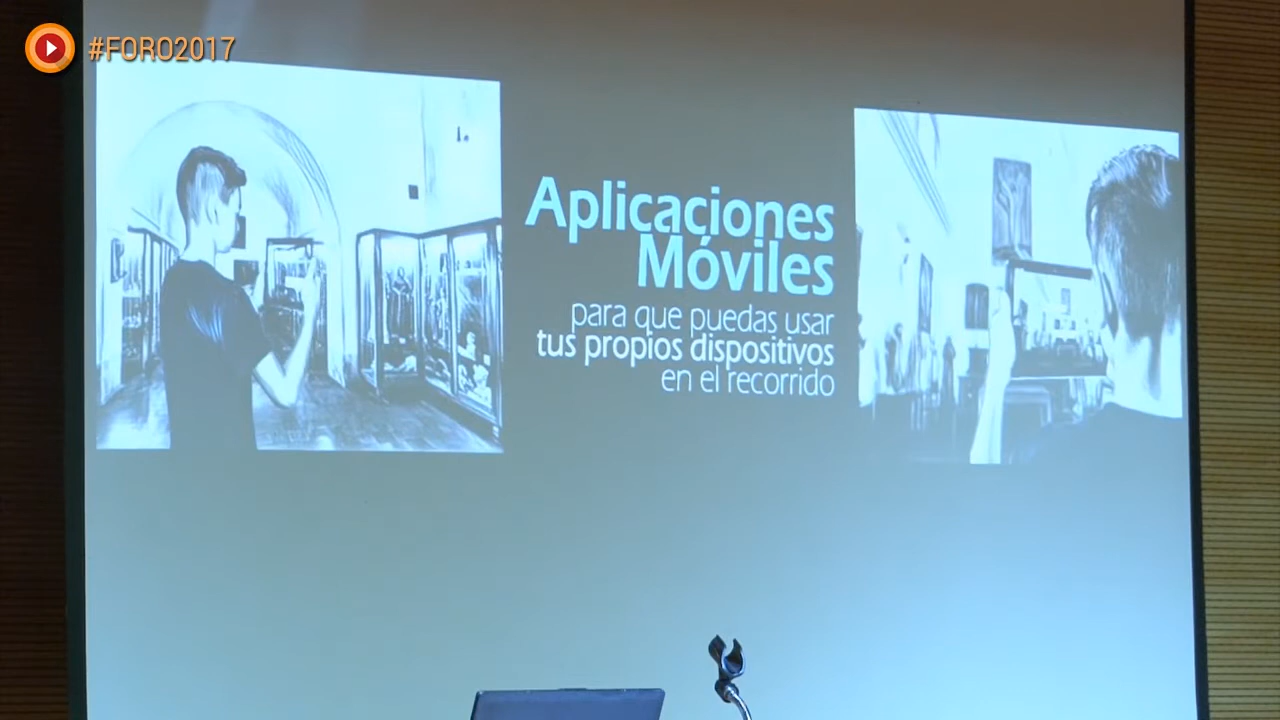 #FORO2017
Aplicaciones
Móviles
para que puedas usar
tus propios dispositivos
en el recorrido